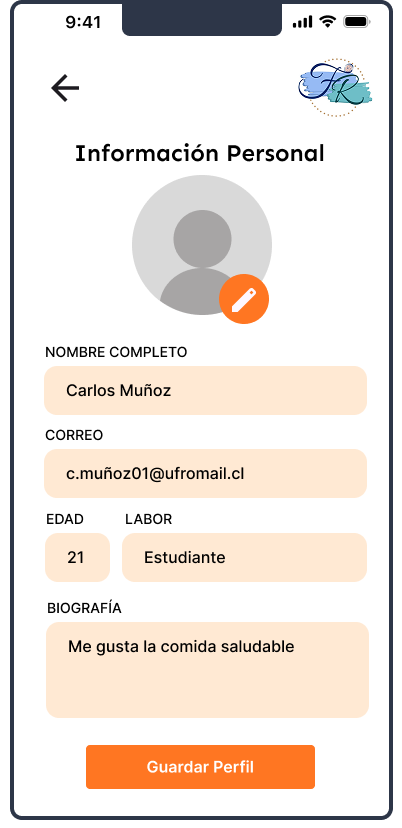 9:41
FR
Información Personal
NOMBRE COMPLETO
Carlos Muñoz
CORREO
c.muñoz01@ufromail.cl
EDAD LABOR
21 Estudiante
BIOGRAFÍA
Me gusta la comida saludable
Guardar Perfil